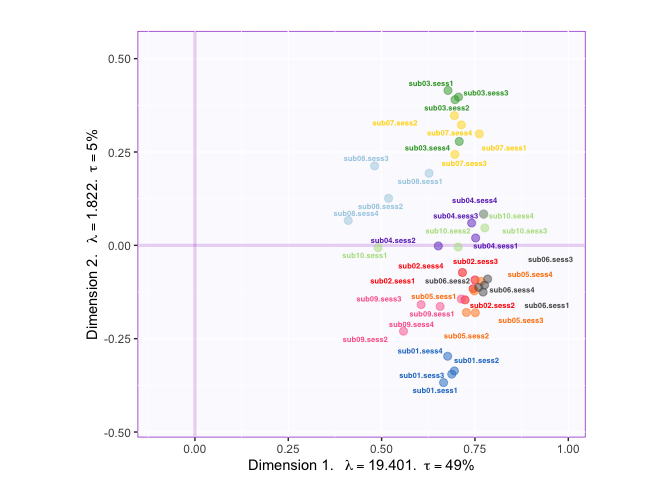 0.50
0.25
0.00
-0.25
-0.50
Dimension 2. λ = 1.822. τ = 5%
sub03.sess1
sub03.sess3
sub03.sess2
sub07.sess2
sub07.sess4
sub03.sess4
sub07.sess1
sub08.sess3
sub07.sess3
sub08.sess1
sub08.sess2
sub04.sess4
sub08.sess4
sub04.sess3
sub10.sess4
sub10.sess2
sub10.sess3
sub04.sess2
sub04.sess1
sub10.sess1
sub02.sess3
sub06.sess3
sub02.sess4
sub05.sess4
sub02.sess1
sub06.sess2
sub06.sess4
sub09.sess3
sub05.sess1
sub02.sess2
sub06.sess1
sub09.sess1
sub05.sess3
sub09.sess4
sub09.sess2
sub05.sess2
sub01.sess4
sub01.sess2
sub01.sess3
sub01.sess1
0.00 0.25 0.50 0.75 1.00
Dimension 1. λ = 19.401. τ = 49%